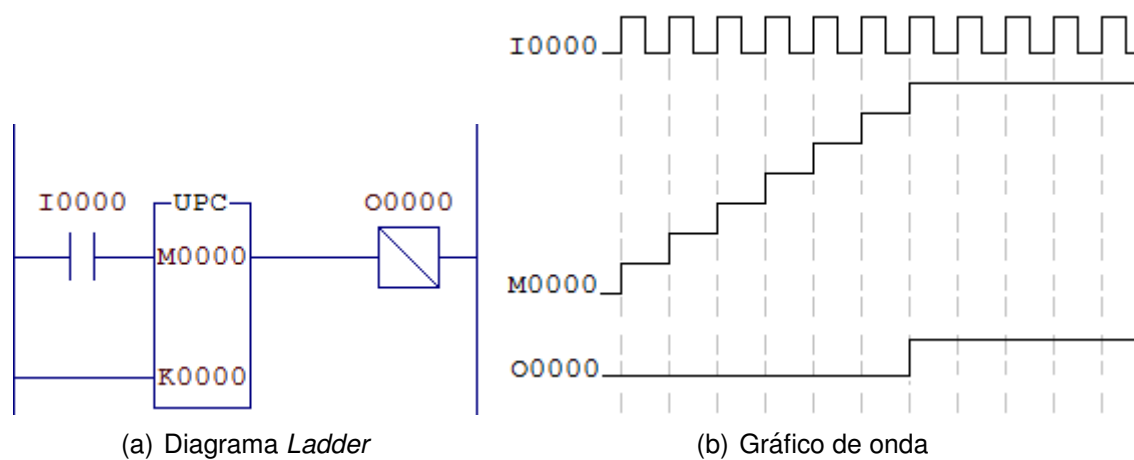 I0000
UPC
O0000
M0000
K0000
(a) Diagrama Ladder
I0000
M0000
O0000
(b) Gráfico de onda